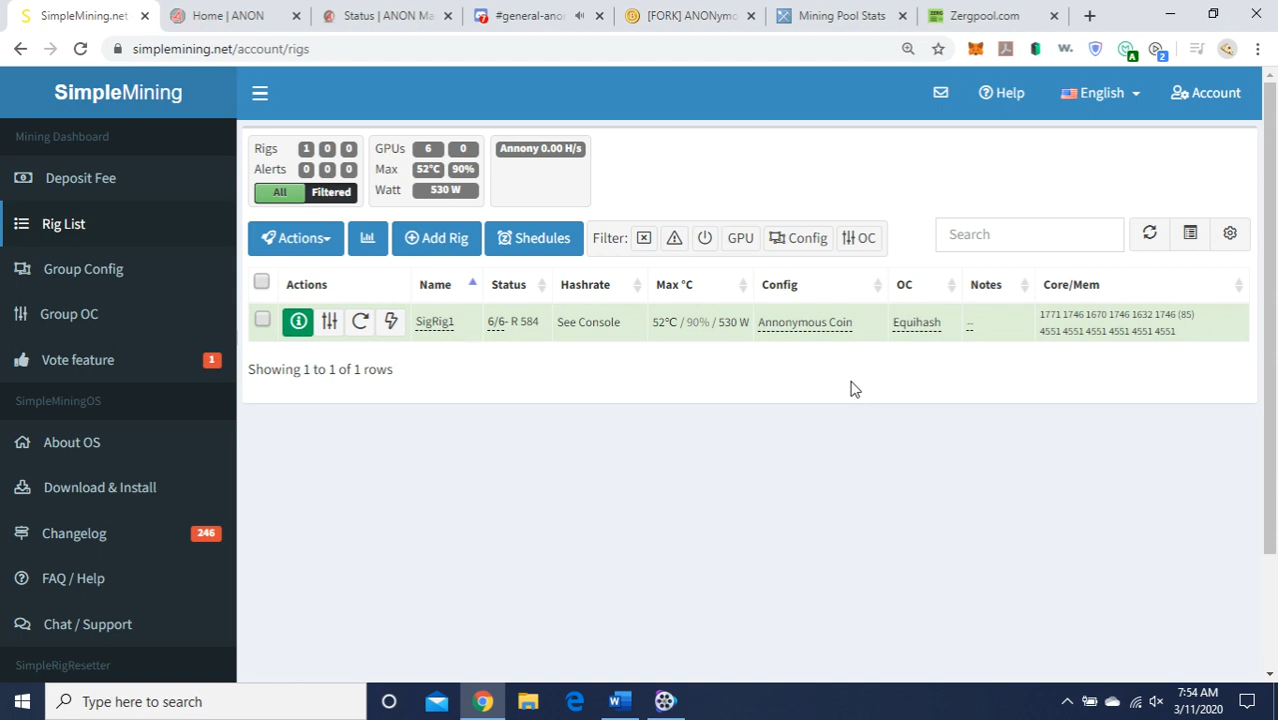 SimpleMining.net
Home | ANON
Status | ANON Ma
#general-anon
[FORK] ANONymo
Mining Pool Stats
Zergpool.com
simplemining.net/account/rigs
w.
A
2
SimpleMining
Help
English
Account
Mining Dashboard
Deposit Fee
Rig List
Group Config
Group OC
Vote feature 1
SimpleMiningOS
About OS
Download & Install
Changelog 246
FAQ / Help
Chat / Support
SimpleRigResetter
Rigs 1 0 0
Alerts 0 0 0
All Filtered
GPUs 6 0
Max 52°C 90%
Watt 530 W
Annony 0.00 H/s
Actions
Add Rig
Shedules
Filter: GPU Config OC
Search
Actions Name Status Hashrate Max °C Config OC Notes Core/Mem
SigRig1 6/6- R 584 See Console 52°C / 90% / 530 W Annonymous Coin Equihash ... 1771 1746 1670 1746 1632 1746 (85)
4551 4551 4551 4551 4551 4551
Showing 1 to 1 of 1 rows
Type here to search
7:54 AM
3/11/2020